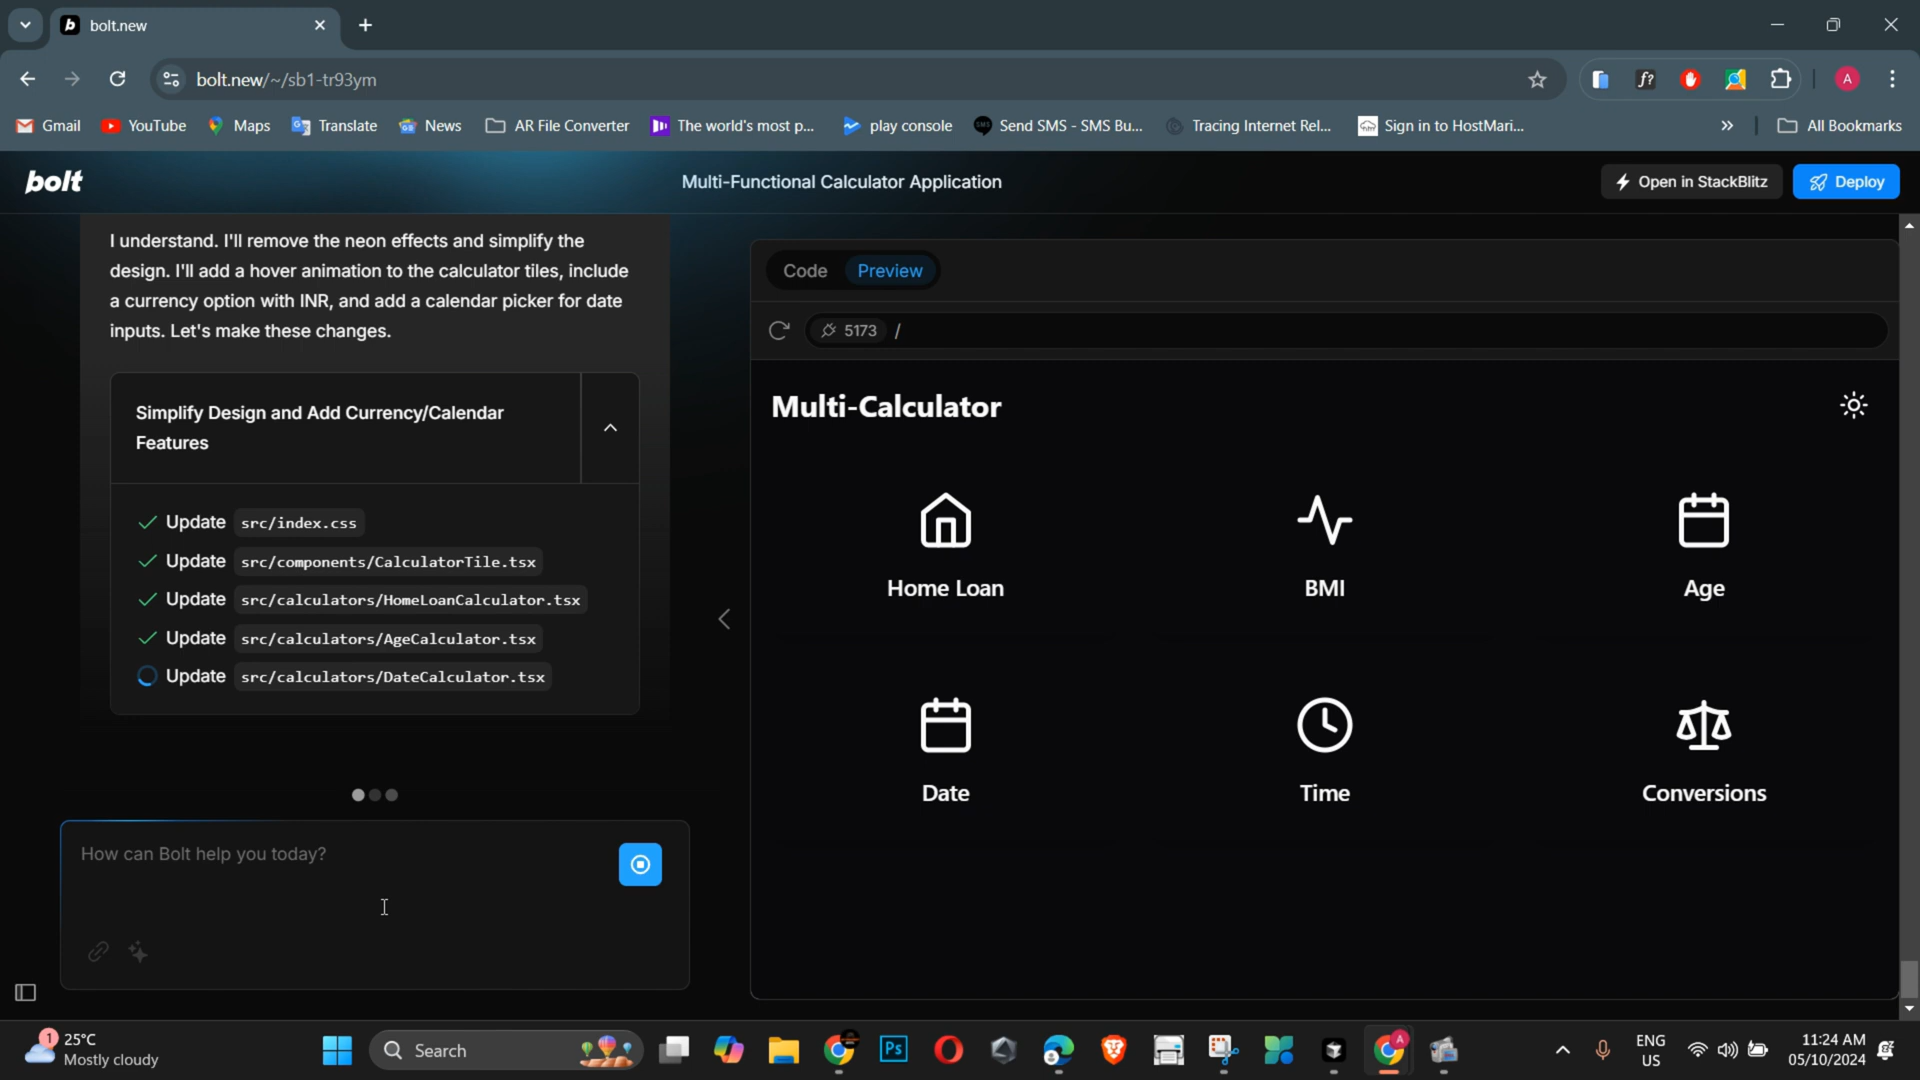 bolt.new
bolt.new/~/sb1-tr93ym
A
Gmail
YouTube
Maps
Translate
News
AR File Converter
The world's most p...
play console
Send SMS - SMS Bu...
Tracing Internet Rel...
Sign in to HostMari...
All Bookmarks
bolt
Multi-Functional Calculator Application
Open in StackBlitz
Deploy
I understand. I'll remove the neon effects and simplify the
design. I'll add a hover animation to the calculator tiles, include
a currency option with INR, and add a calendar picker for date
inputs. Let's make these changes.
Simplify Design and Add Currency/Calendar
Features
Update src/index.css
Update src/components/CalculatorTile.tsx
Update src/calculators/HomeLoanCalculator.tsx
Update src/calculators/AgeCalculator.tsx
Update src/calculators/DateCalculator.tsx
How can Bolt help you today?
Code
Preview
5173 /
Multi-Calculator
Home Loan
BMI
Age
Date
Time
Conversions
1
25°C
Mostly cloudy
Search
Ps
A
ENG
US
11:24 AM
05/10/2024